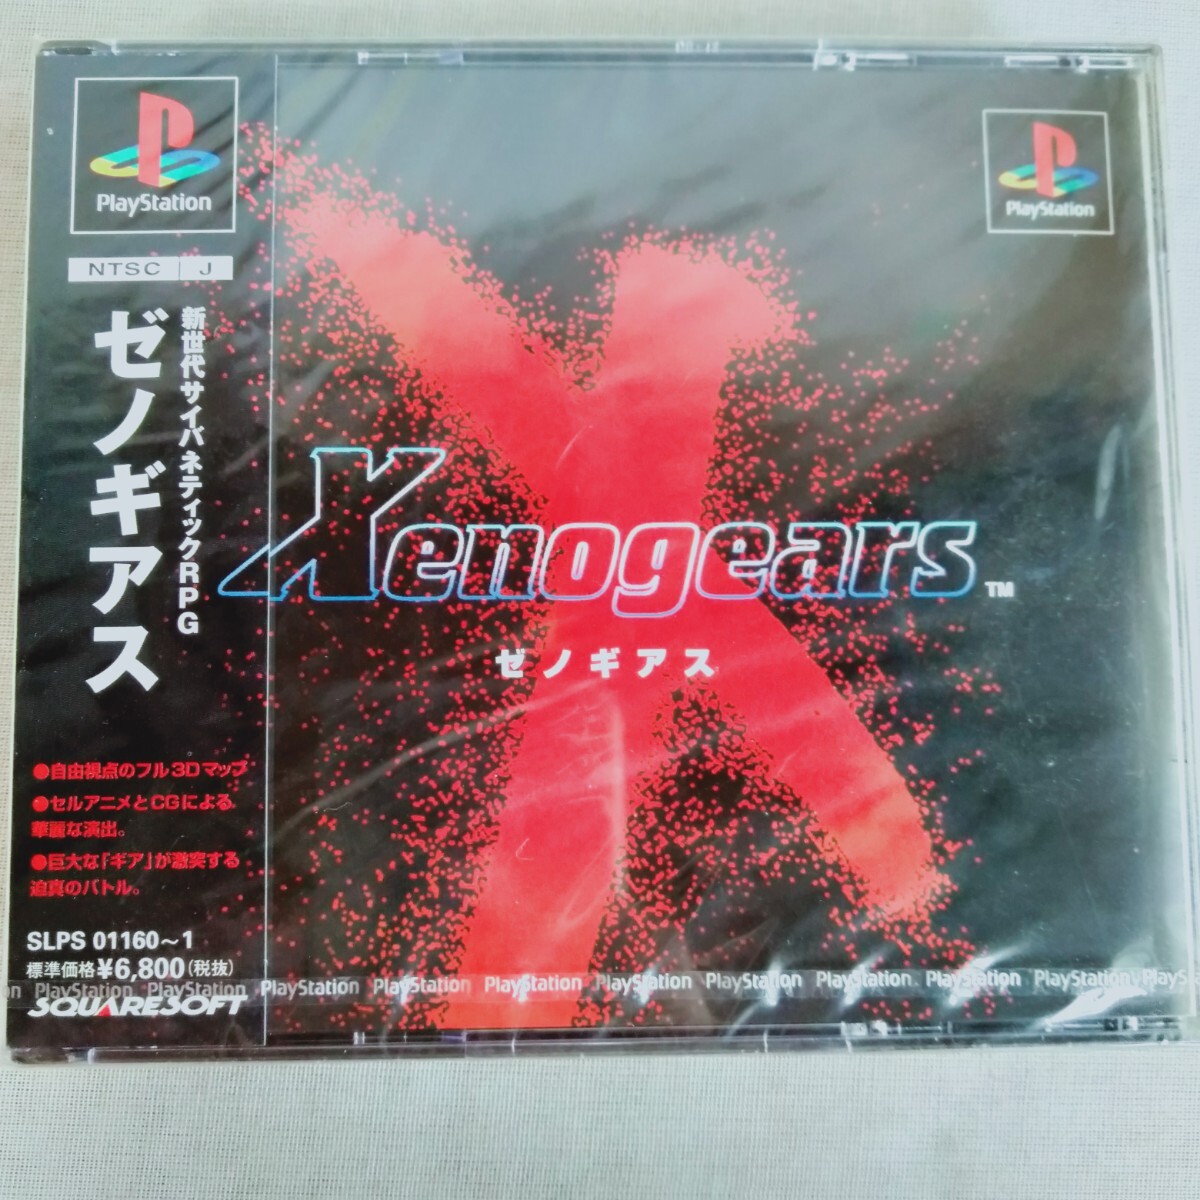 PlayStation
NTSC J
新世代サイバネティックRPG
ゼノギアス
●自由視点のフル3Dマップ
●セルアニメとCGによる
華麗な演出。
●巨大な「ギア」が激突する
迫真のバトル。
SLPS 01160～1
標準価格¥6,800(税抜)
SQUARESOFT
PlayStation
Xenogears™
ゼノギアス
on PlayStation PlayStation PlayStation PlayStation PlayStation PlayStation PlayStation PlayStation PlayStation PlayStation PlayS